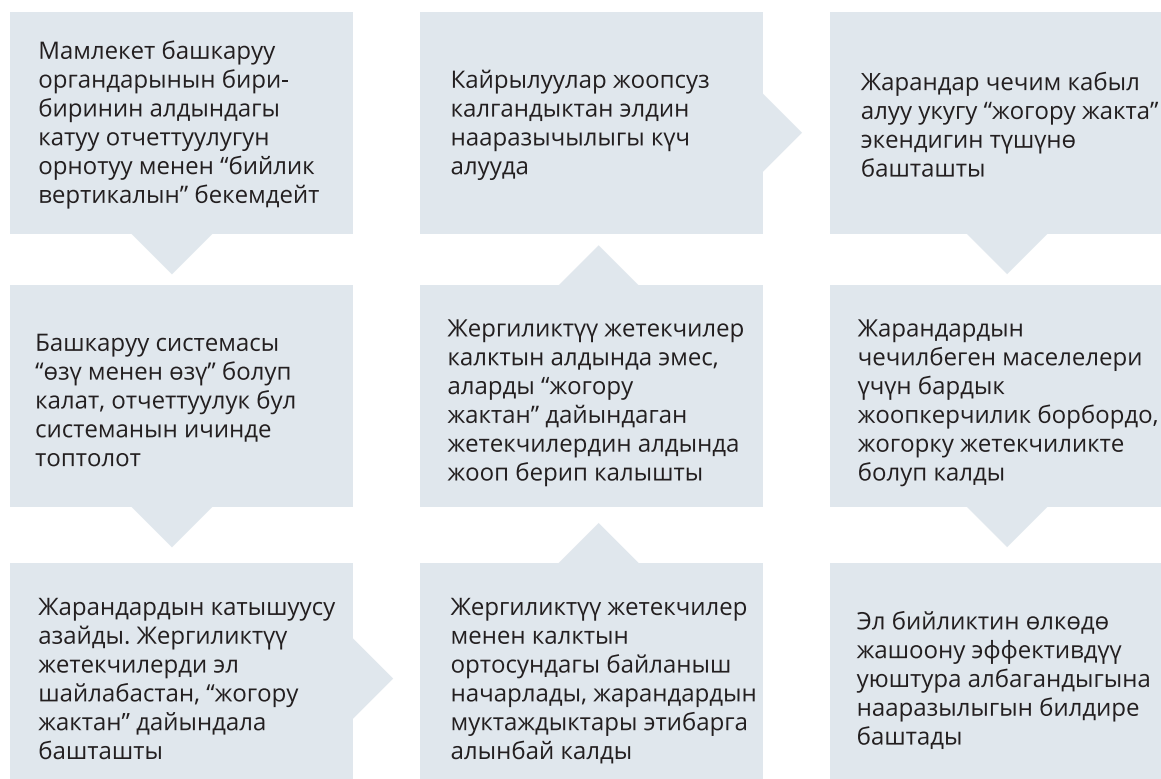 Мамлекет башкаруу
органдарынын бири-
биринин алдындагы
катуу отчеттуулугун
орнотуу менен “бийлик
вертикалын” бекемдейт
Башкаруу системасы
“өзү менен өзү” болуп
калат, отчеттуулук бул
системанын ичинде
топтолот
Жарандардын катышуусу
азайды. Жергиликтүү
жетекчилерди эл
шайлабастан, “жогору
жактан” дайындала
башташты
Жергиликтүү жетекчилер
менен калктын
ортосундагы байланыш
начарлады, жарандардын
муктаждыктары этибарга
алынбай калды
Жергиликтүү жетекчилер
калктын алдында эмес,
аларды “жогору
жактан” дайындаган
жетекчилердин алдында
жооп берип калышты
Кайрылуулар жоопсуз
калгандыктан элдин
нааразычылыгы күч
алууда
Жарандар чечим кабыл
алуу укугу “жогору жакта”
экендигин түшүнө
башташты
Жарандардын
чечилбеген маселелери
үчүн бардык
жоопкерчилик борбордо,
жогорку жетекчиликте
болуп калды
Эл бийликтин өлкөдө
жашоону эффективдүү
уюштура албагандыгына
нааразылыгын билдире
баштады